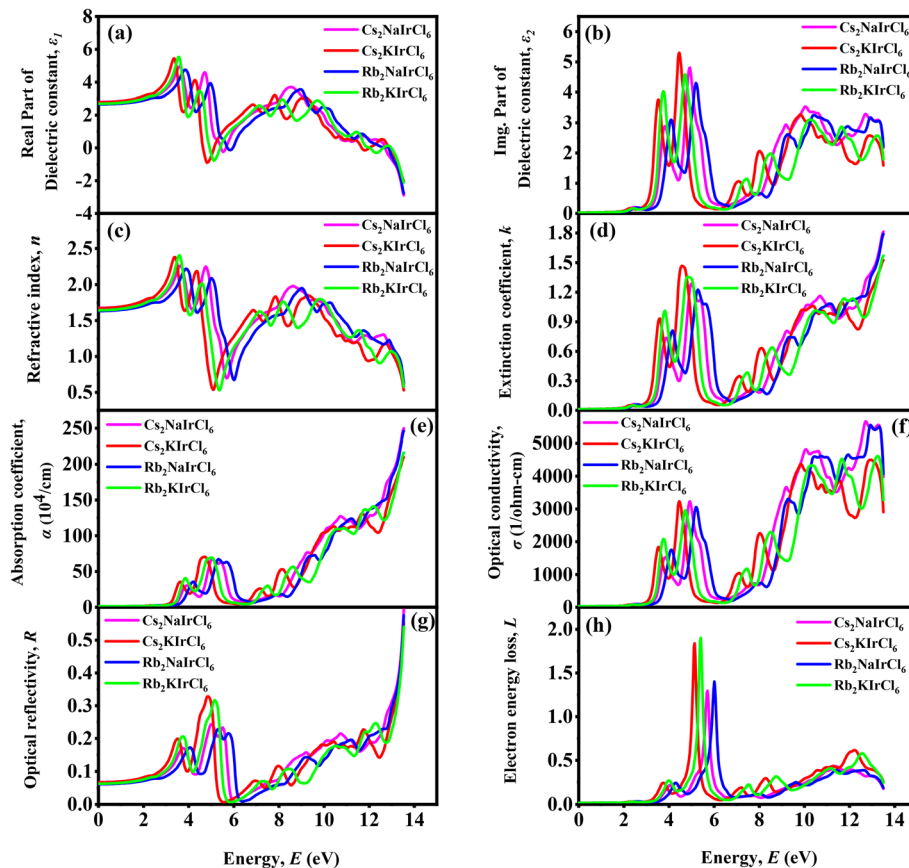 (a)
Cs₂NaIrCl₆
Cs₂KIrCl₆
Rb₂NaIrCl₆
Rb₂KIrCl₆
Real Part of
Dielectric constant, ε₁
8
6
4
2
0
-2
-4
(b)
Cs₂NaIrCl₆
Cs₂KIrCl₆
Rb₂NaIrCl₆
Rb₂KIrCl₆
Img. Part of
Dielectric constant, ε₂
6
5
4
3
2
1
0
(c)
Cs₂NaIrCl₆
Cs₂KIrCl₆
Rb₂NaIrCl₆
Rb₂KIrCl₆
Refractive index, n
2.5
2.0
1.5
1.0
0.5
(d)
Cs₂NaIrCl₆
Cs₂KIrCl₆
Rb₂NaIrCl₆
Rb₂KIrCl₆
Extinction coefficient, k
1.8
1.5
1.2
0.9
0.6
0.3
0.0
(e)
Cs₂NaIrCl₆
Cs₂KIrCl₆
Rb₂NaIrCl₆
Rb₂KIrCl₆
Absorption coefficient,
α (10⁴/cm)
250
200
150
100
50
0
(f)
Cs₂NaIrCl₆
Cs₂KIrCl₆
Rb₂NaIrCl₆
Rb₂KIrCl₆
Optical conductivity,
σ (1/ohm-cm)
5000
4000
3000
2000
1000
0
(g)
Cs₂NaIrCl₆
Cs₂KIrCl₆
Rb₂NaIrCl₆
Rb₂KIrCl₆
Optical reflectivity, R
0.5
0.4
0.3
0.2
0.1
0.0
0 2 4 6 8 10 12 14
Energy, E (eV)
(h)
Cs₂NaIrCl₆
Cs₂KIrCl₆
Rb₂NaIrCl₆
Rb₂KIrCl₆
Electron energy loss, L
2.0
1.5
1.0
0.5
0.0
0 2 4 6 8 10 12 14
Energy, E (eV)